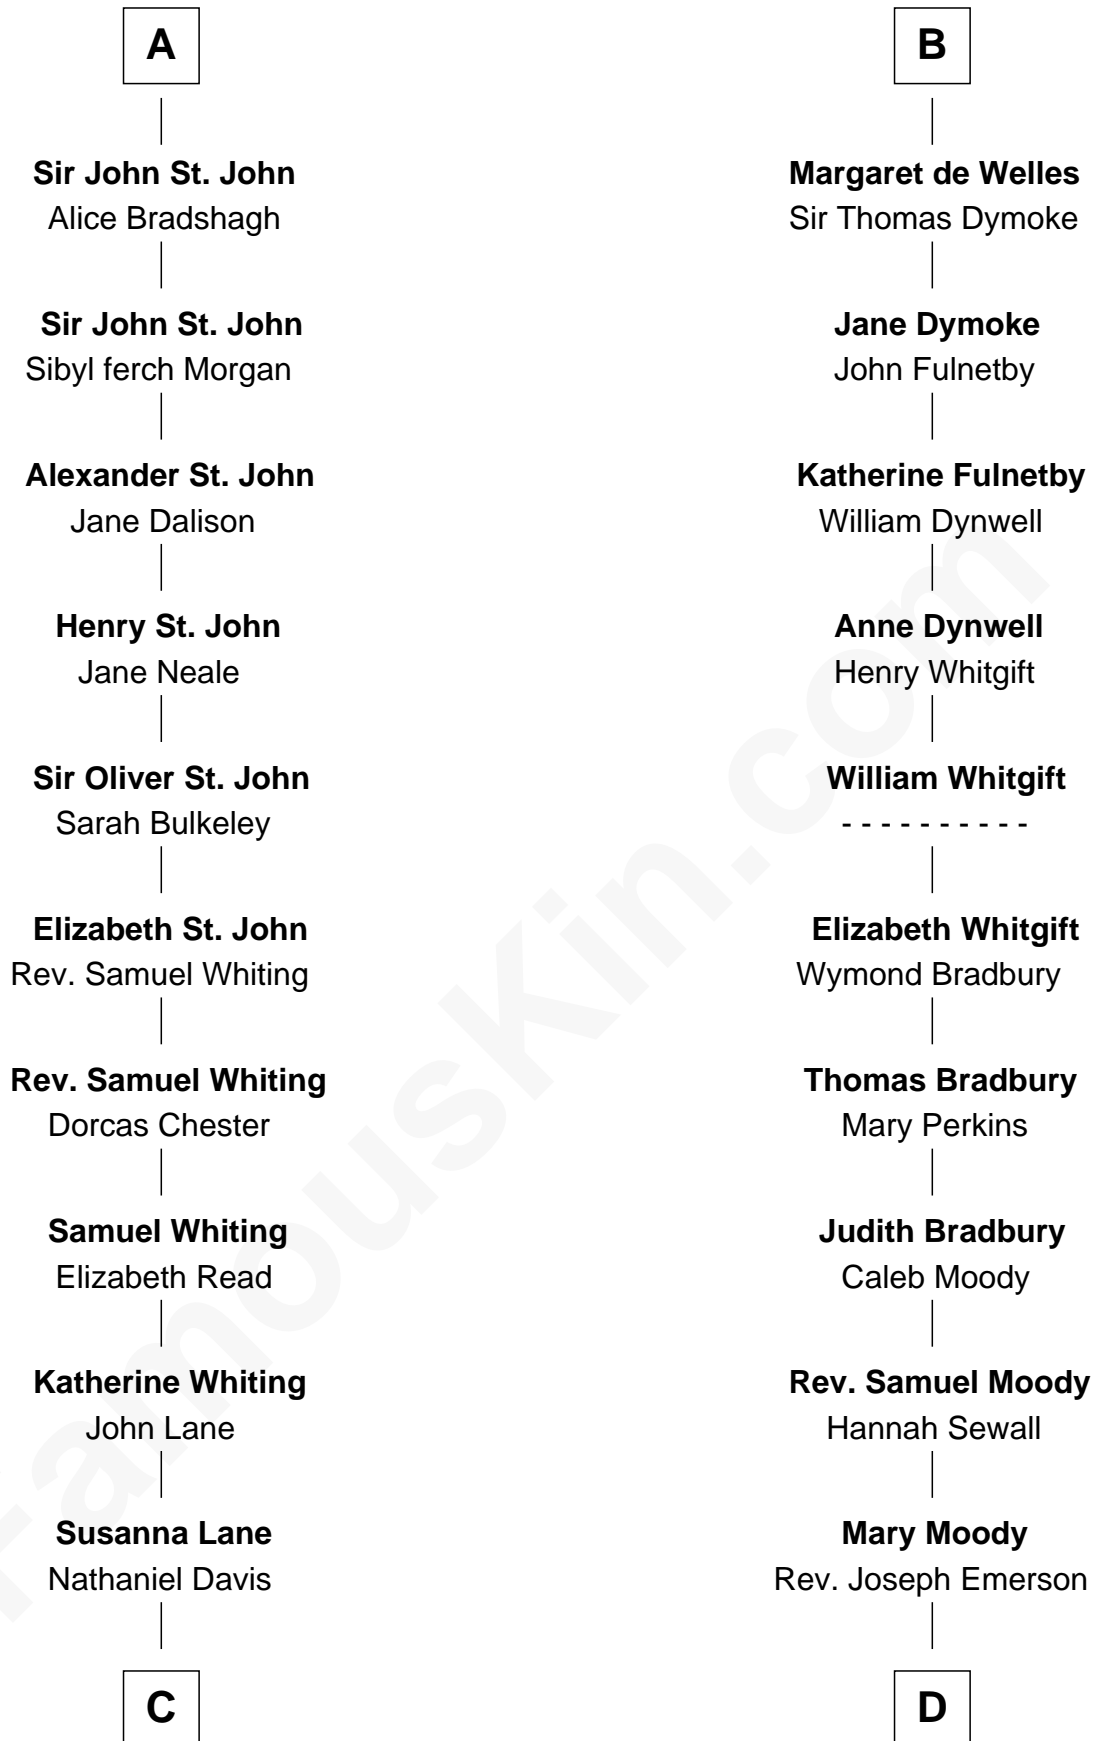 A
Sir John St. John
Alice Bradshagh
Sir John St. John
Sibyl ferch Morgan
Alexander St. John
Jane Dalison
Henry St. John
Jane Neale
Sir Oliver St. John
Sarah Bulkeley
Elizabeth St. John
Rev. Samuel Whiting
Rev. Samuel Whiting
Dorcas Chester
Samuel Whiting
Elizabeth Read
Katherine Whiting
John Lane
Susanna Lane
Nathaniel Davis
C
B
Margaret de Welles
Sir Thomas Dymoke
Jane Dymoke
John Fulnetby
Katherine Fulnetby
William Dynwell
Anne Dynwell
Henry Whitgift
William Whitgift
- - - - - - - - - -
Elizabeth Whitgift
Wymond Bradbury
Thomas Bradbury
Mary Perkins
Judith Bradbury
Caleb Moody
Rev. Samuel Moody
Hannah Sewall
Mary Moody
Rev. Joseph Emerson
D
FamousKin.com